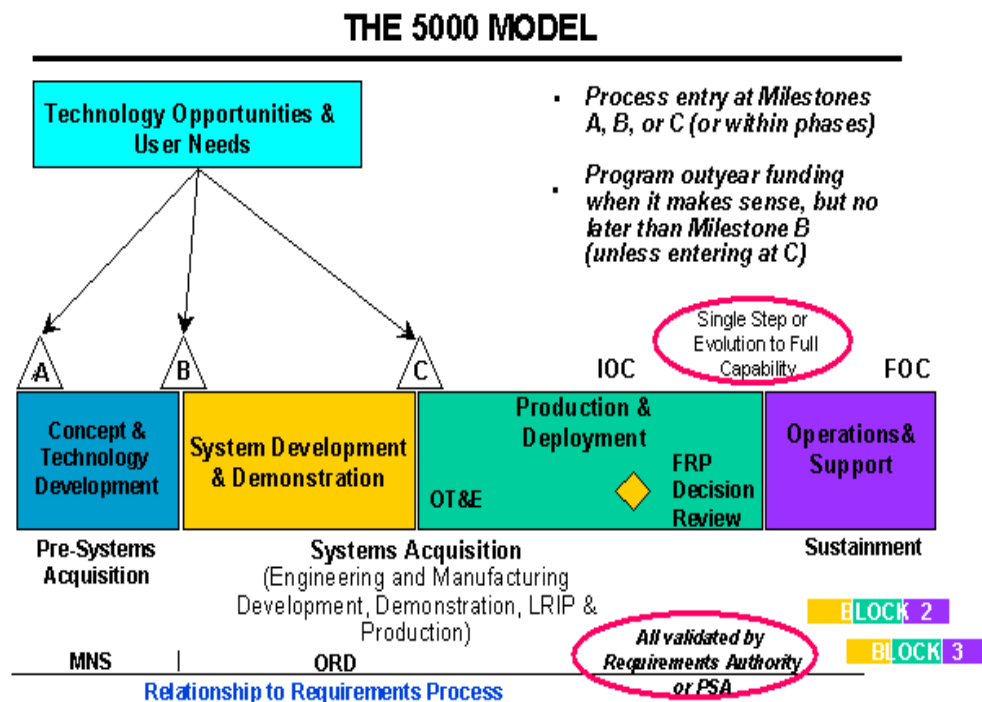 THE 5000 MODEL
Technology Opportunities &
User Needs
▪ Process entry at Milestones
A, B, or C (or within phases)
▪ Program outyear funding
when it makes sense, but no
later than Milestone B
(unless entering at C)
Single Step or
Evolution to Full
Capability
A
B
C
IOC
FOC
Concept &
Technology
Development
System Development
& Demonstration
Production &
Deployment
OT&E
FRP
Decision
Review
Operations&
Support
Pre-Systems
Acquisition
Systems Acquisition
(Engineering and Manufacturing
Development, Demonstration, LRIP &
Production)
Sustainment
BLOCK 2
BLOCK 3
All validated by
Requirements Authority
or PSA
MNS
ORD
Relationship to Requirements Process